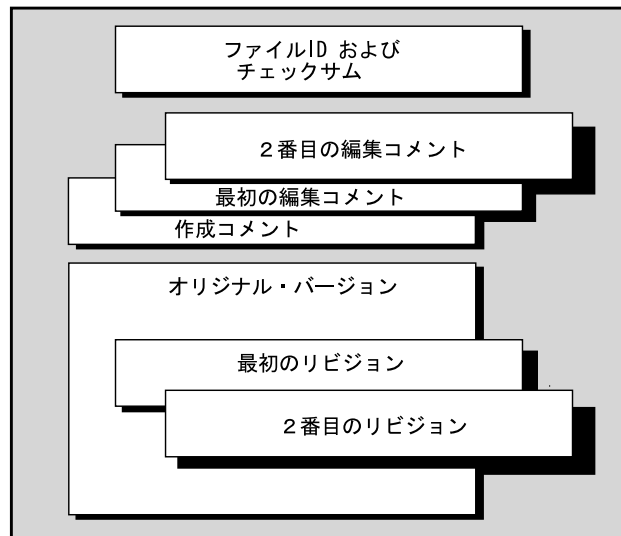 ファイルID および
チェックサム
２番目の編集コメント
最初の編集コメント
作成コメント
オリジナル・バージョン
最初のリビジョン
２番目のリビジョン